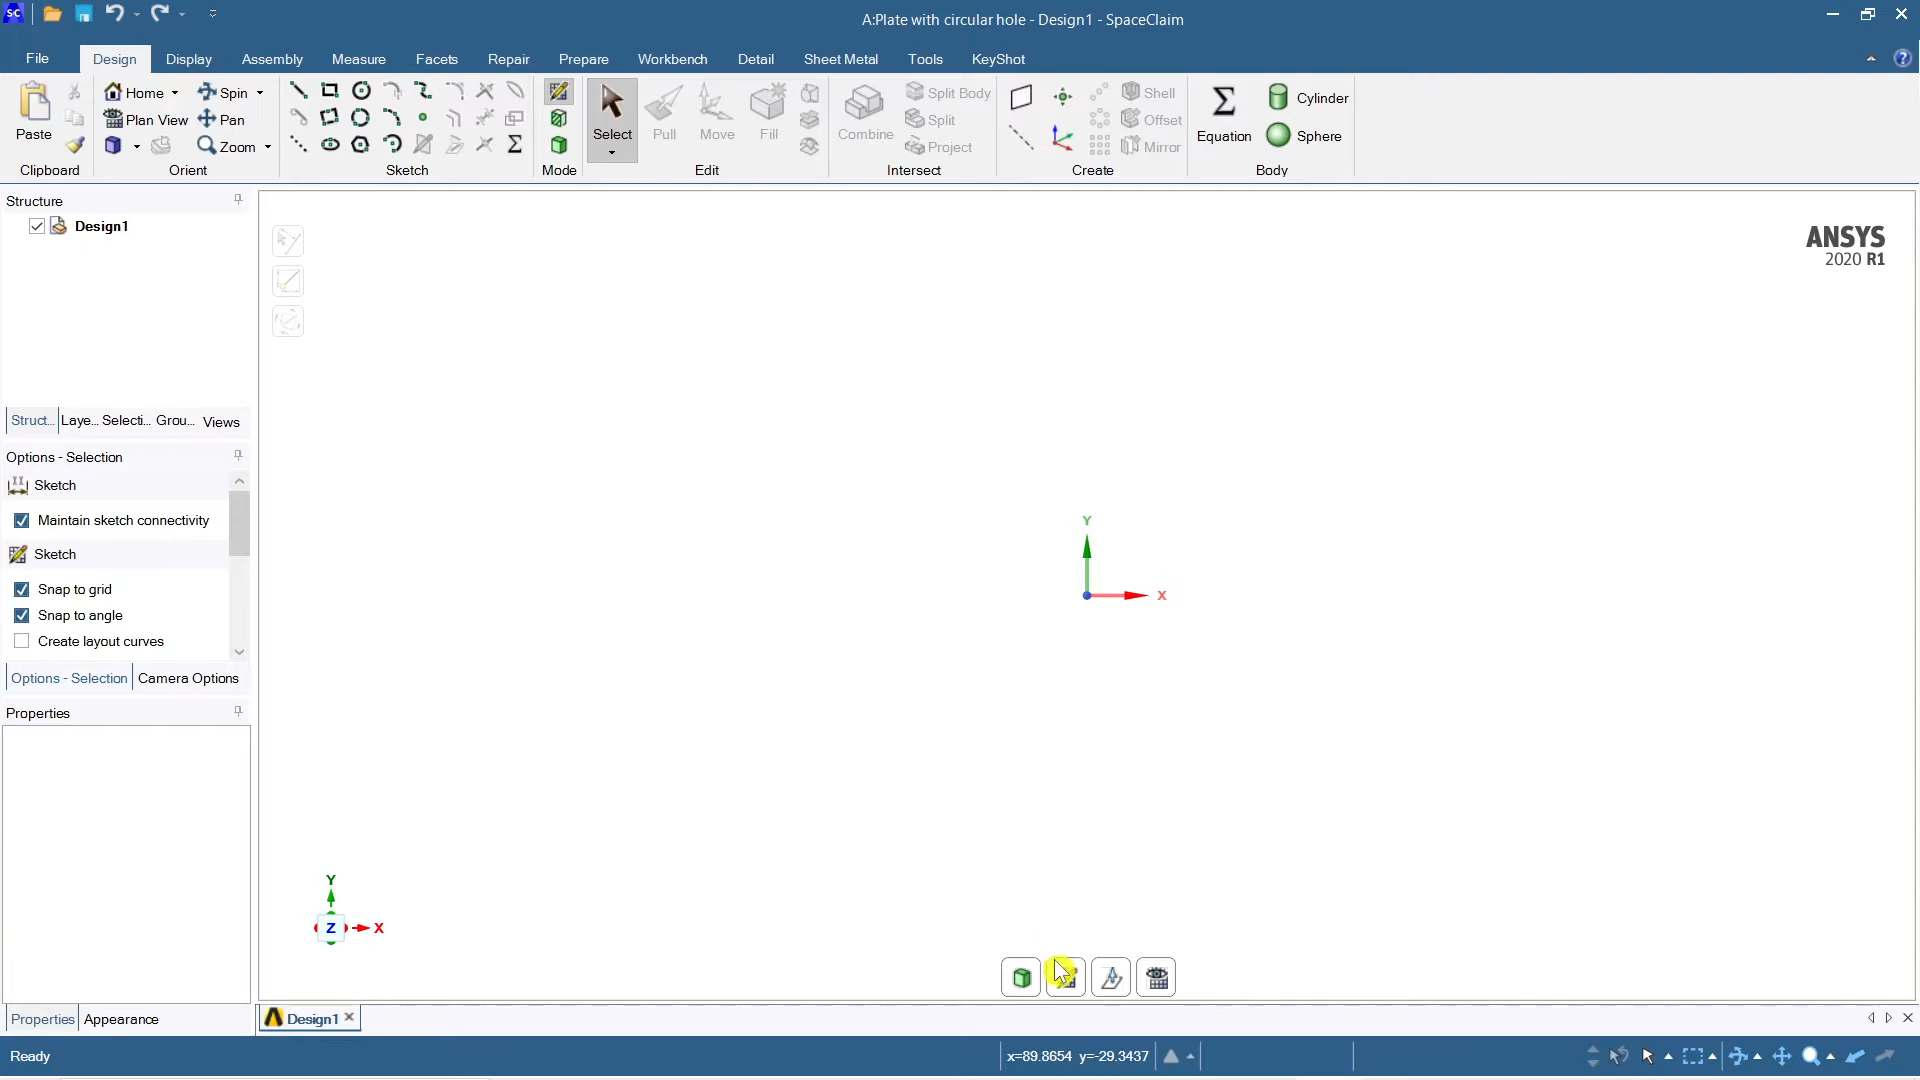 SC
A:Plate with circular hole - Design1 - SpaceClaim
File Design Display Assembly Measure Facets Repair Prepare Workbench Detail Sheet Metal Tools KeyShot
Home Spin Split Body Shell Cylinder
Plan View Pan Split Offset
Paste Select Pull Move Fill Combine Equation Sphere
Zoom Project Mirror
Clipboard Orient Sketch Mode Edit Intersect Create Body
Structure
Design1
ANSYS
2020 R1
Struct... Laye... Selecti... Grou... Views
Options - Selection
Sketch
Maintain sketch connectivity
Y
Sketch
Snap to grid
X
Snap to angle
Create layout curves
Options - Selection Camera Options
Properties
Y
Z X
Properties Appearance
Design1
Ready
x=89.8654 y=-29.3437